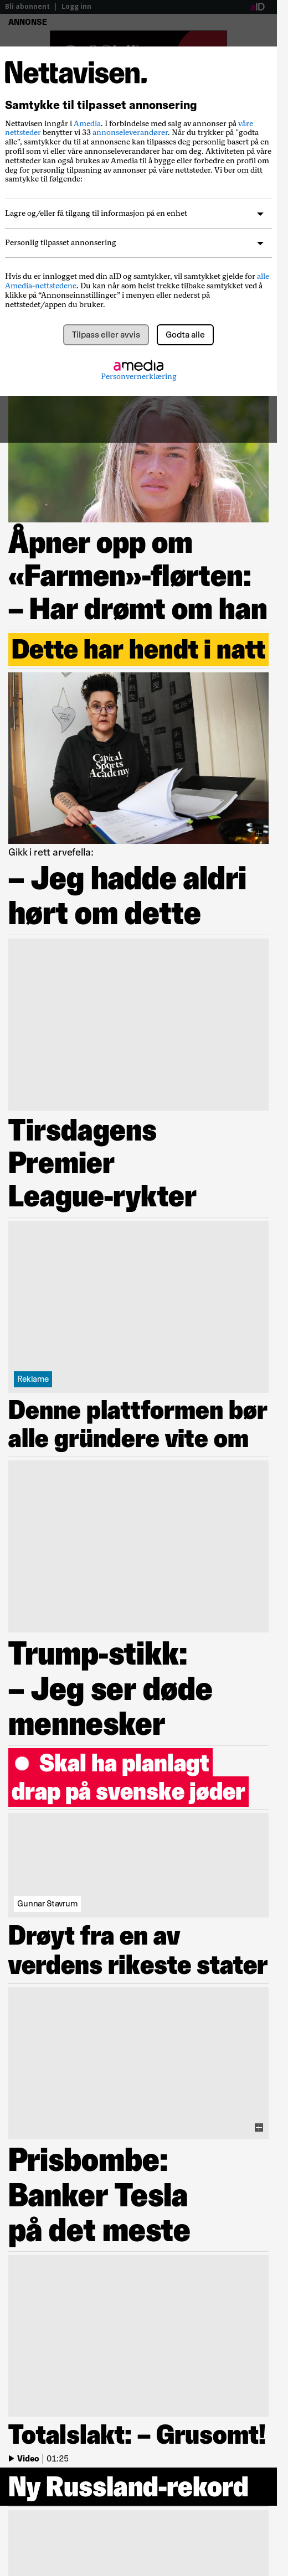 Bli abonnent | Logg inn
aID
ANNONSE
Nettavisen.
Samtykke til tilpasset annonsering
Nettavisen inngår i Amedia. I forbindelse med salg av annonser på våre
nettsteder benytter vi 33 annonseleverandører. Når du trykker på "godta
alle", samtykker du til at annonsene kan tilpasses deg personlig basert på en
profil som vi eller våre annonseleverandører har om deg. Aktiviteten på våre
nettsteder kan også brukes av Amedia til å bygge eller forbedre en profil om
deg for personlig tilpasning av annonser på våre nettsteder. Vi ber om ditt
samtykke til følgende:
Lagre og/eller få tilgang til informasjon på en enhet
Personlig tilpasset annonsering
Hvis du er innlogget med din aID og samtykker, vil samtykket gjelde for alle
Amedia-nettstedene. Du kan når som helst trekke tilbake samtykket ved å
klikke på “Annonseinnstillinger” i menyen eller nederst på
nettstedet/appen du bruker.
Tilpass eller avvis
Godta alle
amedia
Personvernerklæring
Åpner opp om
«Farmen»-flørten:
– Har drømt om han
Dette har hendt i natt
Capital
Sport
Academy
Gikk i rett arvefella:
– Jeg hadde aldri
hørt om dette
Tirsdagens
Premier
League-rykter
Reklame
Denne plattformen bør
alle gründere vite om
Trump-stikk:
– Jeg ser døde
mennesker
Skal ha planlagt
drap på svenske jøder
Gunnar Stavrum
Drøyt fra en av
verdens rikeste stater
Prisbombe:
Banker Tesla
på det meste
Totalslakt: – Grusomt!
Video | 01:25
Ny Russland-rekord